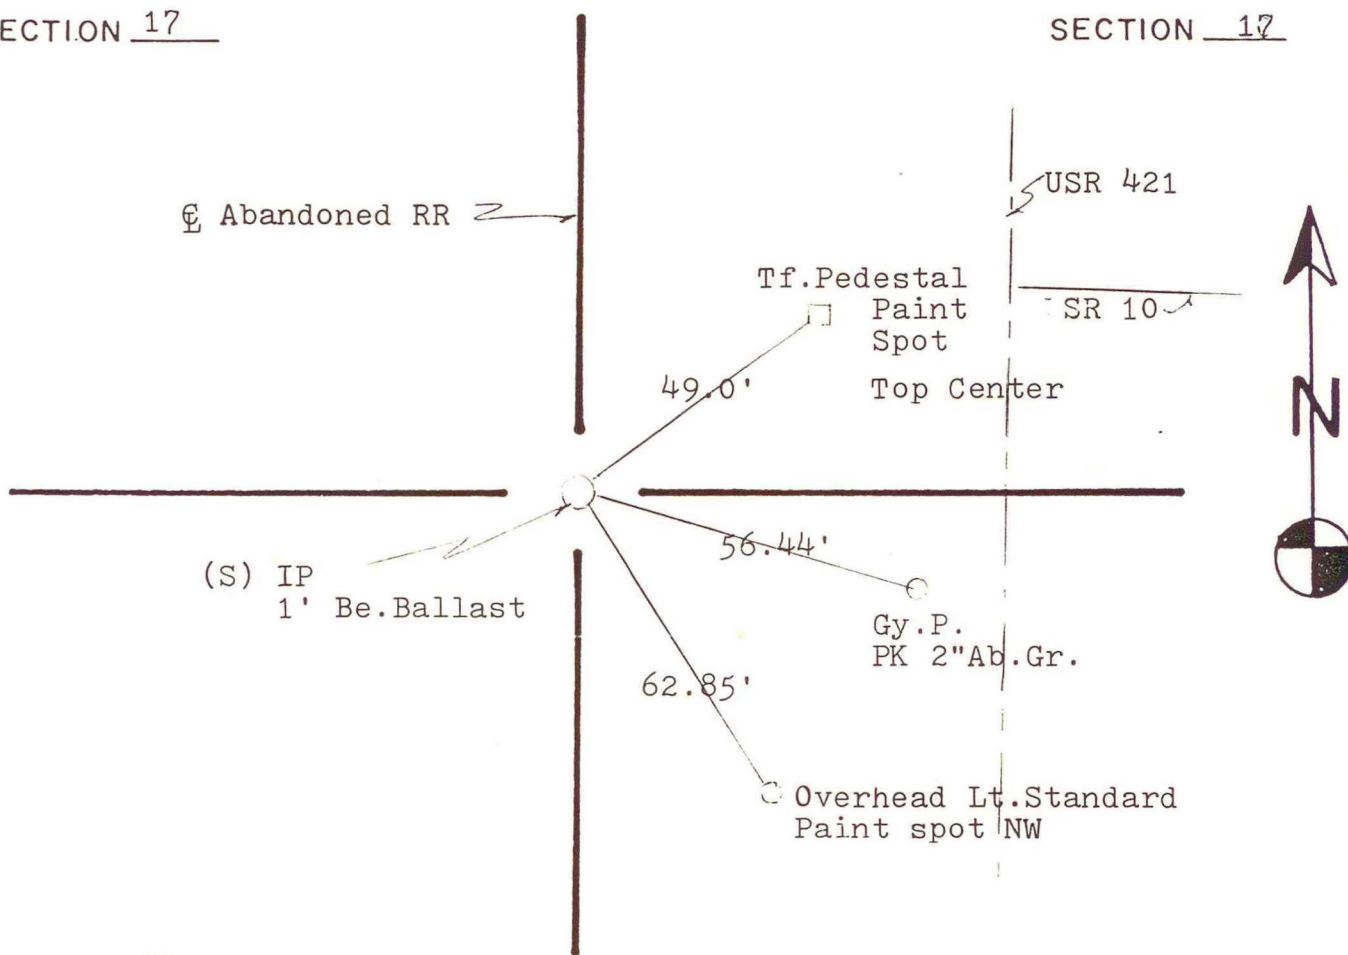 ECTION 17
SECTION 17
℄ Abandoned RR
USR 421
Tf.Pedestal
Paint
Spot
SR 10
49.0'
Top Center
N
56.44'
(S) IP
1' Be.Ballast
Gy.P.
PK 2"Ab.Gr.
62.85'
Overhead Lt.Standard
Paint spot NW